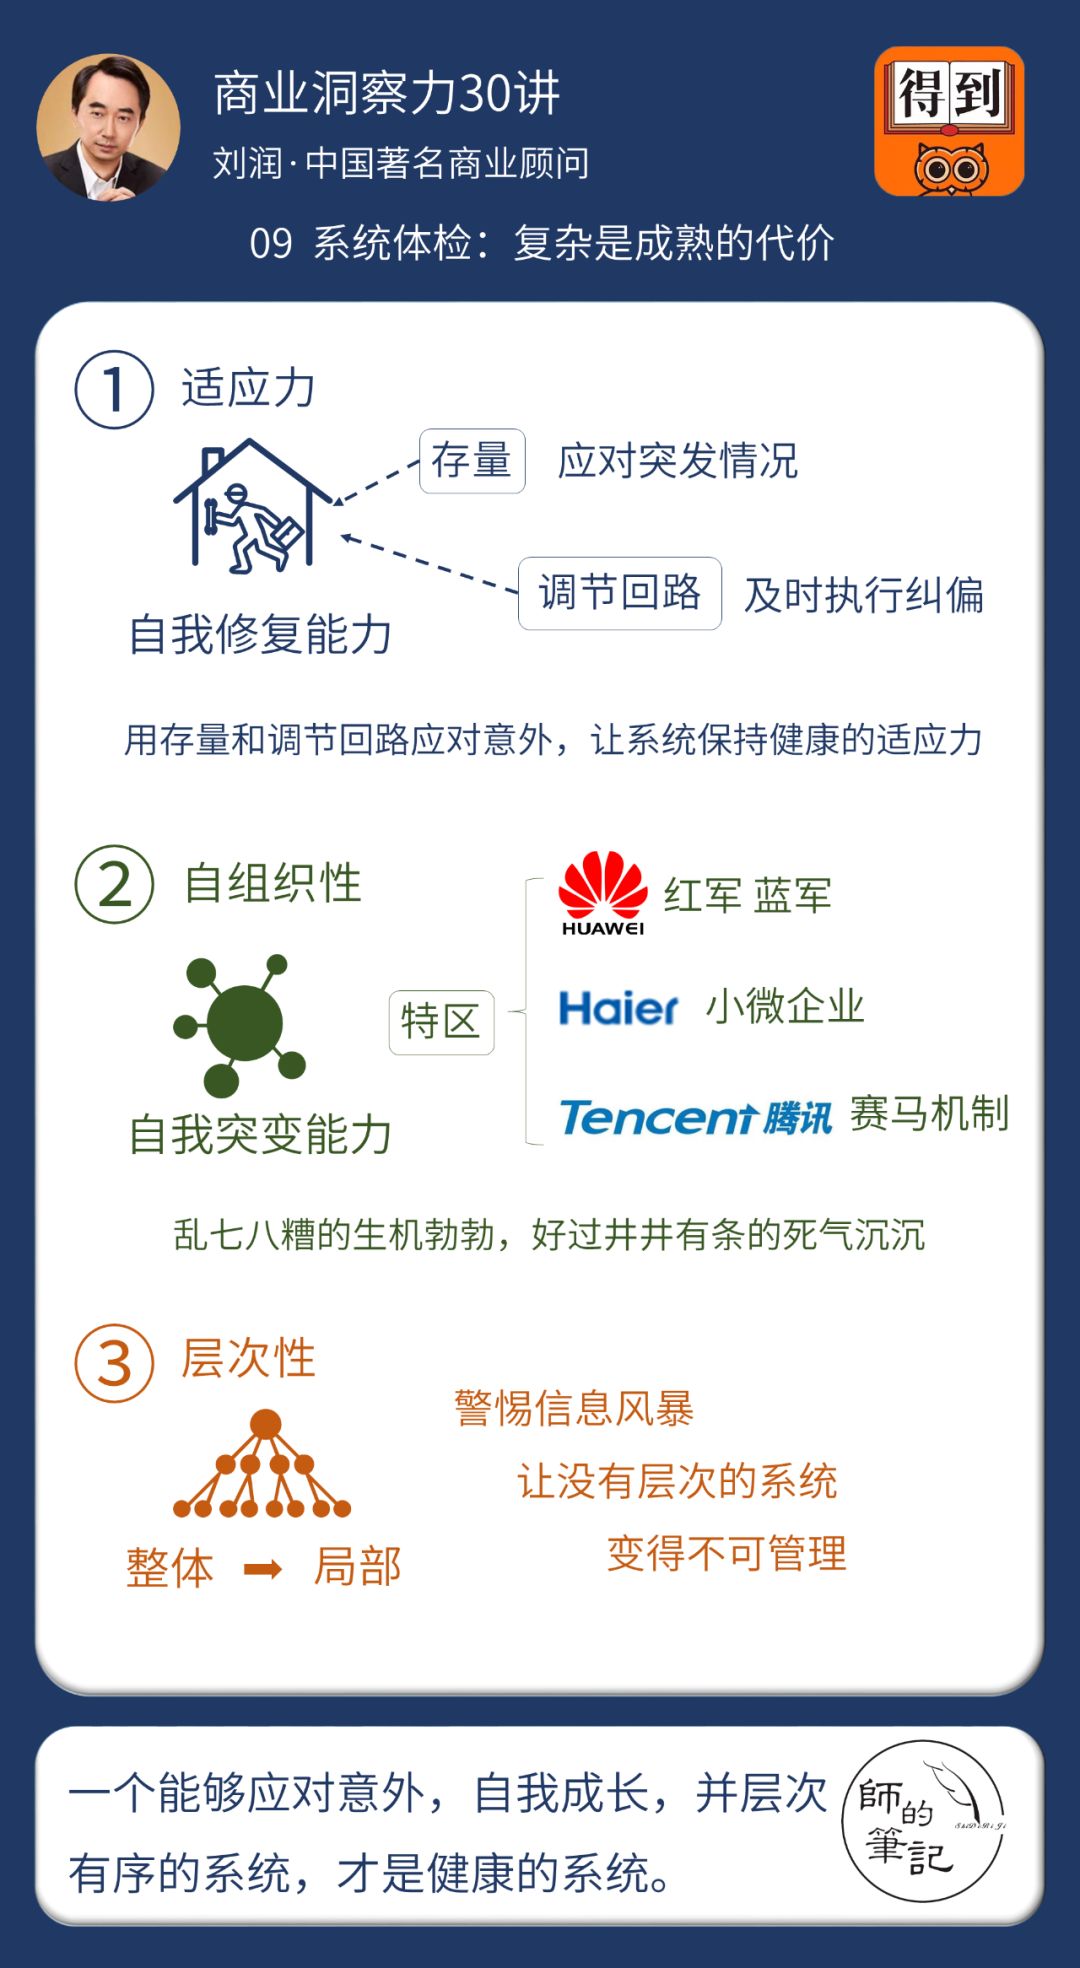 商业洞察力30讲
刘润·中国著名商业顾问
得到
09 系统体检：复杂是成熟的代价
1 适应力
存量 应对突发情况
调节回路 及时执行纠偏
自我修复能力
用存量和调节回路应对意外，让系统保持健康的适应力
2 自组织性
HUAWEI 红军 蓝军
特区
Haier 小微企业
Tencent 腾讯 赛马机制
自我突变能力
乱七八糟的生机勃勃，好过井井有条的死气沉沉
3 层次性
警惕信息风暴
让没有层次的系统
变得不可管理
整体 ➡ 局部
一个能够应对意外，自我成长，并层次
有序的系统，才是健康的系统。
師的
筆記
ShiDeBiJi